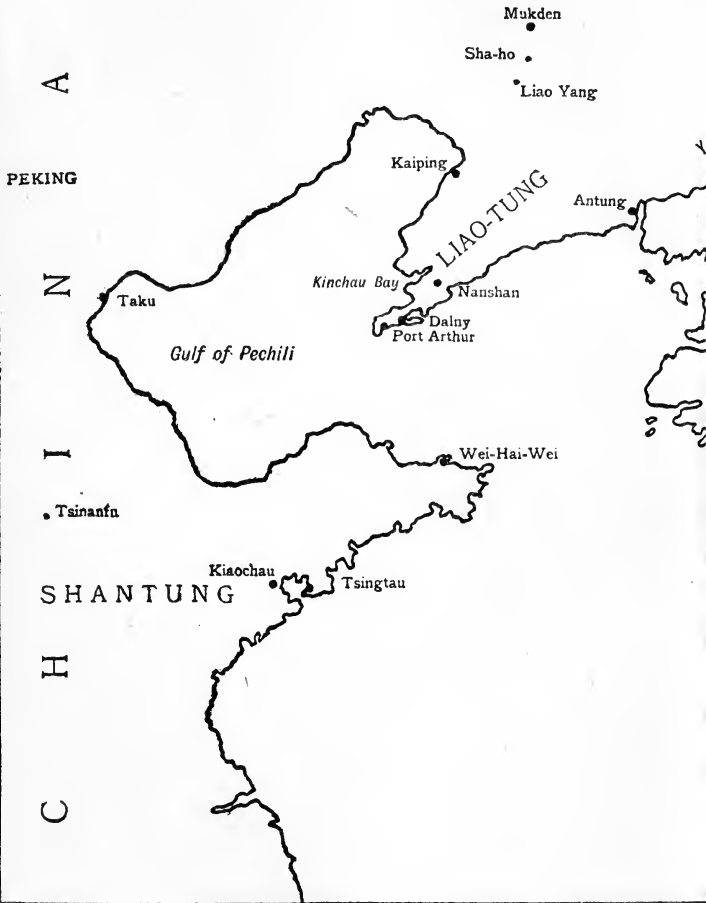 Mukden
Sha-ho
Liao Yang
PEKING
Kaiping
LIAO-TUNG
Antung
Kinchau Bay
Nanshan
Taku
Dalny
Port Arthur
Gulf of Pechili
Wei-Hai-Wei
Tsinanfu
Kiaochau
Tsingtau
SHANTUNG
CHINA